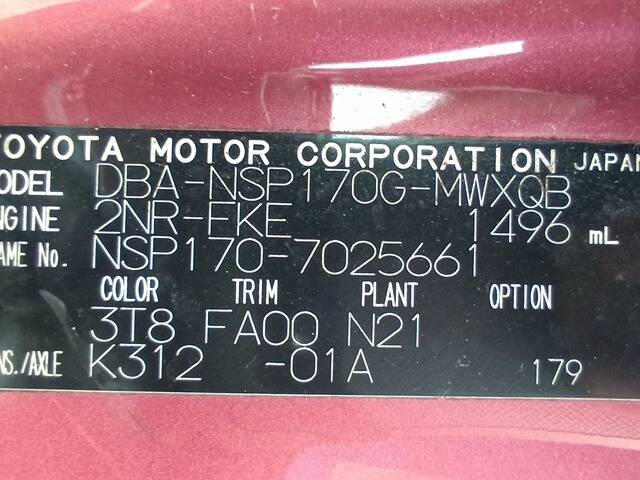 TOYOTA MOTOR CORPORATION JAPAN
MODEL DBA-NSP170G-MWXQB
ENGINE 2NR-FKE 1496 mL
FRAME No. NSP170-7025661
COLOR TRIM PLANT OPTION
3T8 FA00 N21
TRANS./AXLE K312 -01A 179